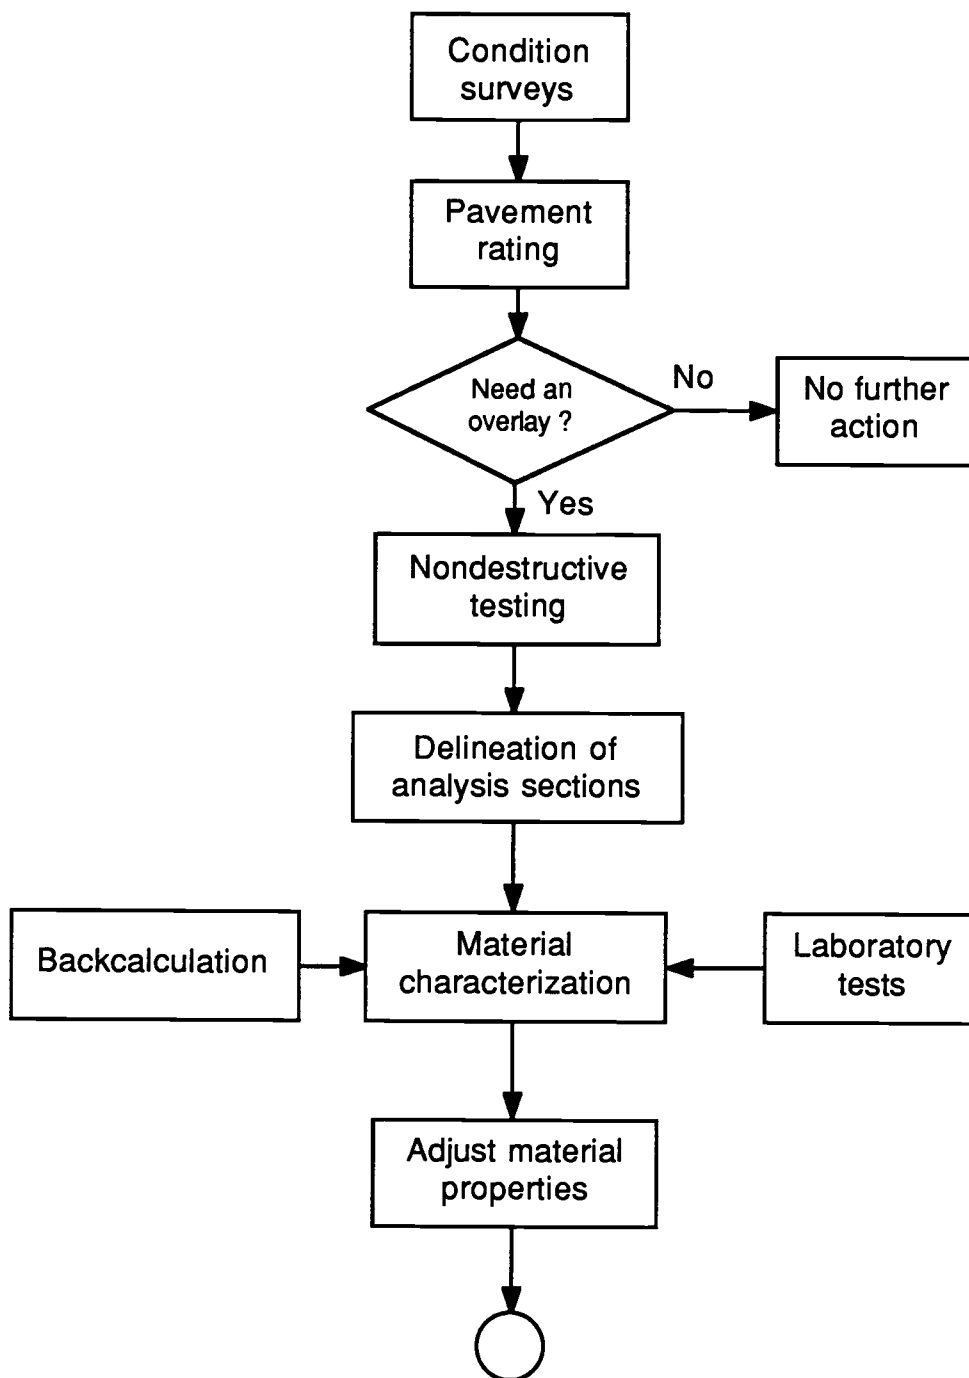 Condition
surveys
Pavement
rating
Need an
overlay ?
No
No further
action
Yes
Nondestructive
testing
Delineation of
analysis sections
Backcalculation
Material
characterization
Laboratory
tests
Adjust material
properties